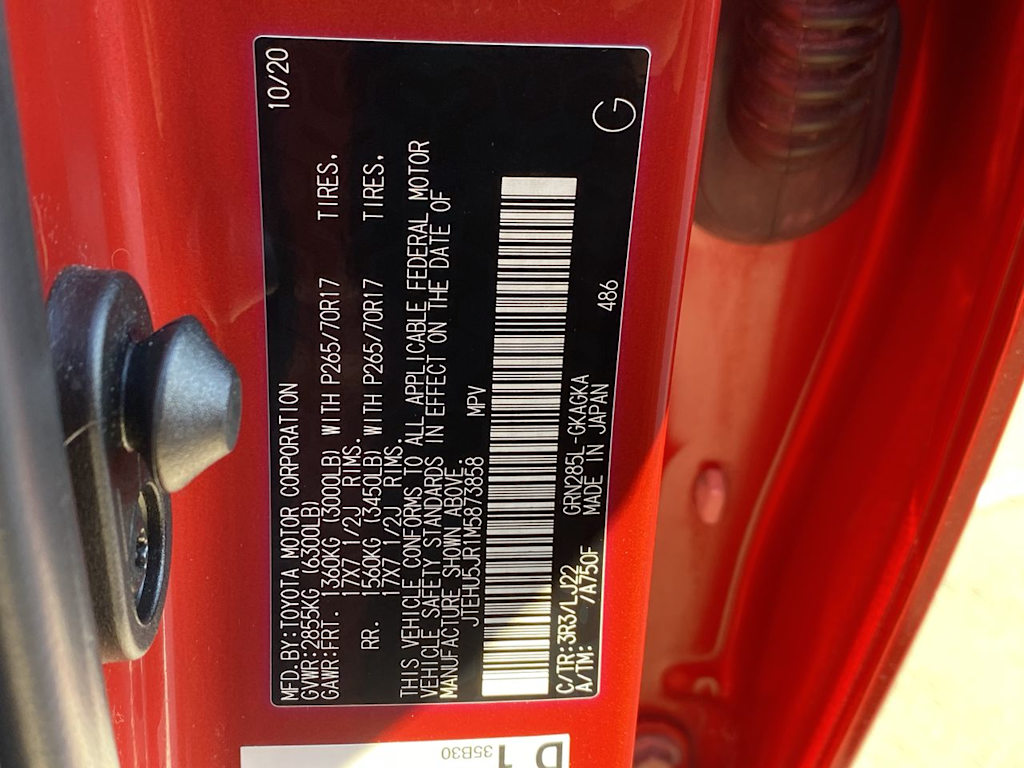 MFD.BY:TOYOTA MOTOR CORPORATION 10/20
GVWR:2855KG (6300LB)
GAWR:FRT. 1360KG (3000LB) WITH P265/70R17 TIRES.
17X7 1/2J RIMS.
RR. 1560KG (3450LB) WITH P265/70R17 TIRES.
17X7 1/2J RIMS.
THIS VEHICLE CONFORMS TO ALL APPLICABLE FEDERAL MOTOR
VEHICLE SAFETY STANDARDS IN EFFECT ON THE DATE OF
MANUFACTURE SHOWN ABOVE.
JTEHU5JR1M5873858 MPV
C/TR:3R3/LJ22 GRN285L-GKAGKA
A/TM: /A750F MADE IN JAPAN 486 G
D1
35B30